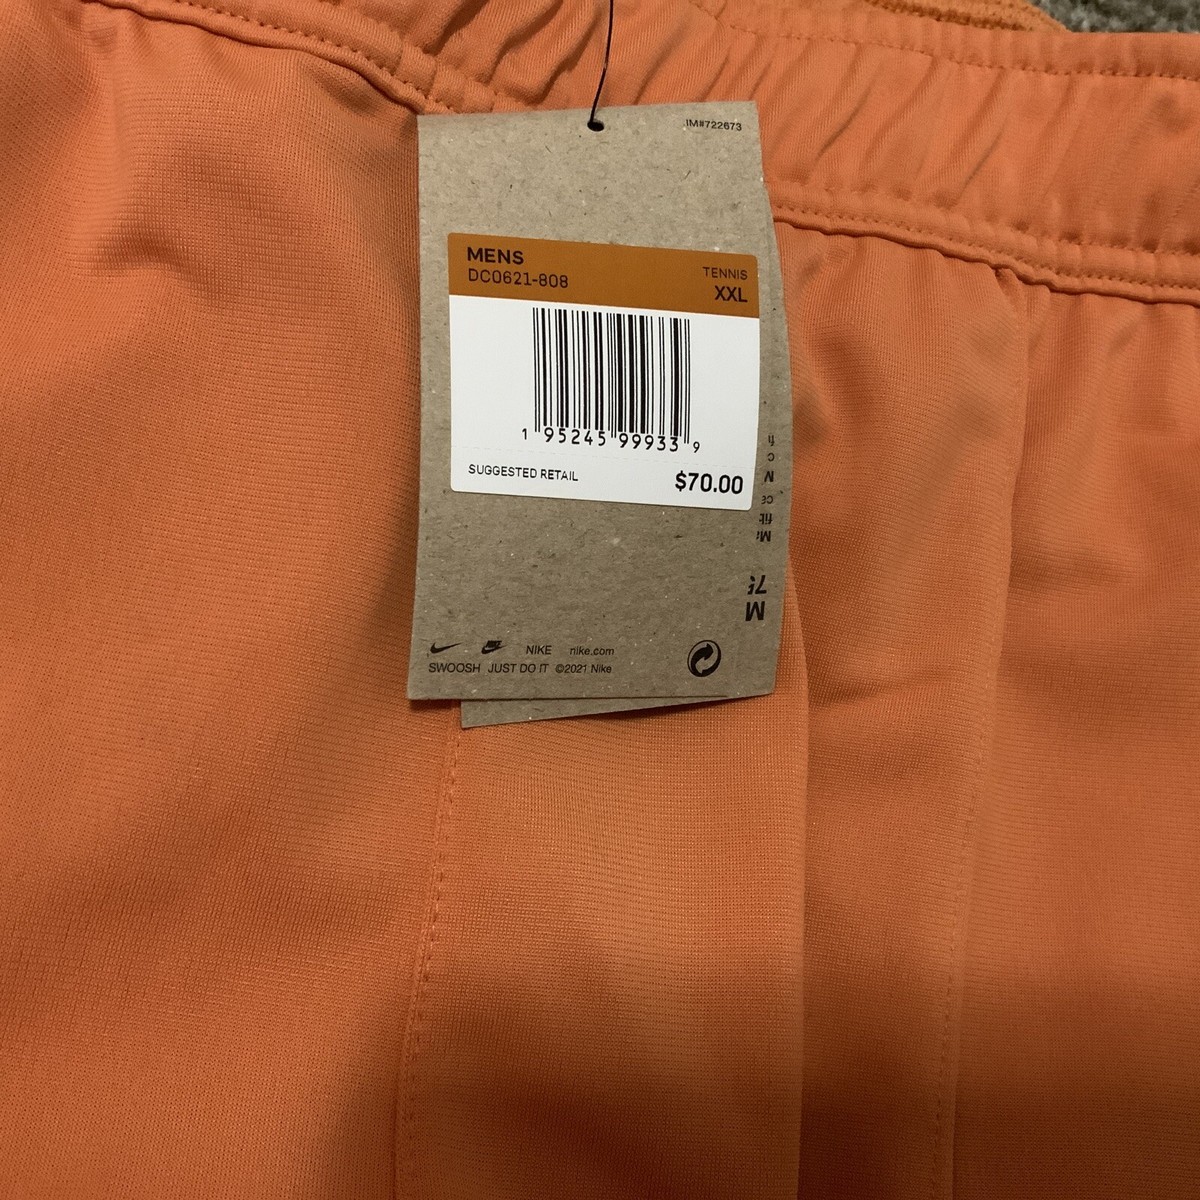 IM#722673
MENS
DC0621-808
TENNIS
XXL
1 95245 99933 9
SUGGESTED RETAIL
$70.00
NIKE nike.com
SWOOSH JUST DO IT ©2021 Nike
M